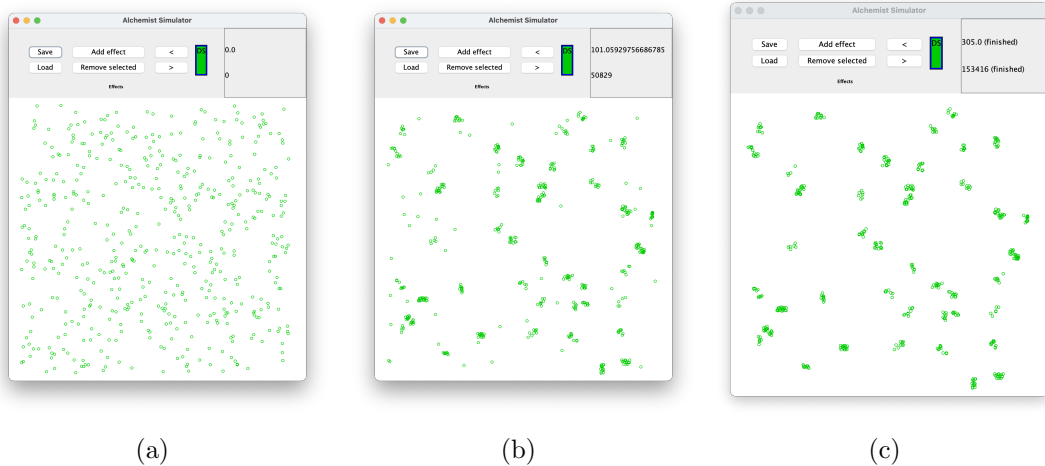 Alchemist Simulator
Save Add effect < DS 0.0
Load Remove selected > 0
Effects
(a)
Alchemist Simulator
Save Add effect < DS 101.05929756686785
Load Remove selected > 50829
Effects
(b)
Alchemist Simulator
Save Add effect < DS 305.0 (finished)
Load Remove selected > 153416 (finished)
Effects
(c)